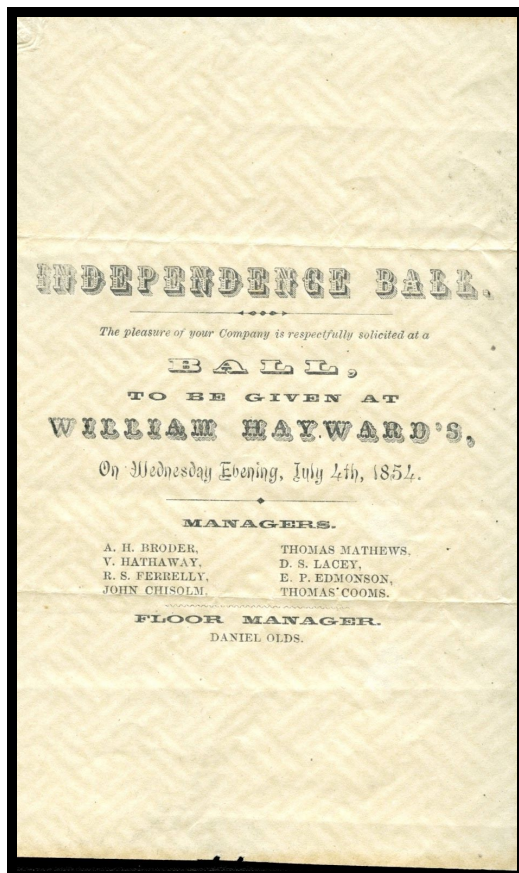 INDEPENDENCE BALL.
The pleasure of your Company is respectfully solicited at a
BALL,
TO BE GIVEN AT
WILLIAM HAYWARD'S,
On Wednesday Evening, July 4th, 1854.
MANAGERS.
A. H. BRODER, THOMAS MATHEWS,
V. HATHAWAY, D. S. LACEY,
R. S. FERRELLY, E. P. EDMONSON,
JOHN CHISOLM. THOMAS COOMS.
FLOOR MANAGER.
DANIEL OLDS.